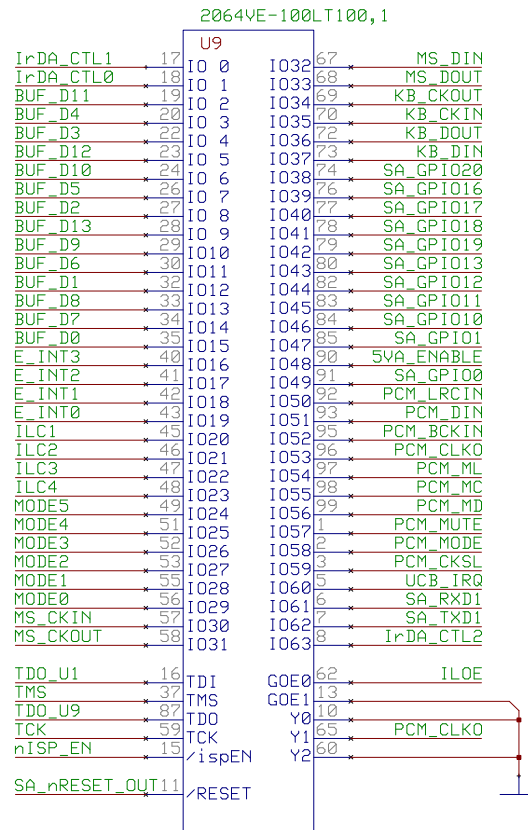 2064VE-100LT100,1
U9
IrDA_CTL1 17 IO 0 IO32 67 MS_DIN
IrDA_CTL0 18 IO 1 IO33 68 MS_DOUT
BUF_D11 19 IO 2 IO34 69 KB_CKOUT
BUF_D4 20 IO 3 IO35 70 KB_CKIN
BUF_D3 22 IO 4 IO36 72 KB_DOUT
BUF_D12 23 IO 5 IO37 73 KB_DIN
BUF_D10 24 IO 6 IO38 74 SA_GPIO20
BUF_D5 26 IO 7 IO39 76 SA_GPIO16
BUF_D2 27 IO 8 IO40 77 SA_GPIO17
BUF_D13 28 IO 9 IO41 78 SA_GPIO18
BUF_D9 29 IO10 IO42 79 SA_GPIO19
BUF_D6 30 IO11 IO43 80 SA_GPIO13
BUF_D1 32 IO12 IO44 82 SA_GPIO12
BUF_D8 33 IO13 IO45 83 SA_GPIO11
BUF_D7 34 IO14 IO46 84 SA_GPIO10
BUF_D0 35 IO15 IO47 85 SA_GPIO1
E_INT3 40 IO16 IO48 90 5VA_ENABLE
E_INT2 41 IO17 IO49 91 SA_GPIO0
E_INT1 42 IO18 IO50 92 PCM_LRCIN
E_INT0 43 IO19 IO51 93 PCM_DIN
ILC1 45 IO20 IO52 95 PCM_BCKIN
ILC2 46 IO21 IO53 96 PCM_CLKO
ILC3 47 IO22 IO54 97 PCM_ML
ILC4 48 IO23 IO55 98 PCM_MC
MODE5 49 IO24 IO56 99 PCM_MD
MODE4 51 IO25 IO57 1 PCM_MUTE
MODE3 52 IO26 IO58 2 PCM_MODE
MODE2 53 IO27 IO59 3 PCM_CKSL
MODE1 55 IO28 IO60 5 UCB_IRQ
MODE0 56 IO29 IO61 6 SA_RXD1
MS_CKIN 57 IO30 IO62 7 SA_TXD1
MS_CKOUT 58 IO31 IO63 8 IrDA_CTL2
TDO_U1 16 TDI GOE0 62 ILOE
TMS 37 TMS GOE1 13
TDO_U9 87 TDO Y0 10
TCK 59 TCK Y1 65 PCM_CLKO
nISP_EN 15 /ispEN Y2 60
SA_nRESET_OUT 11 /RESET